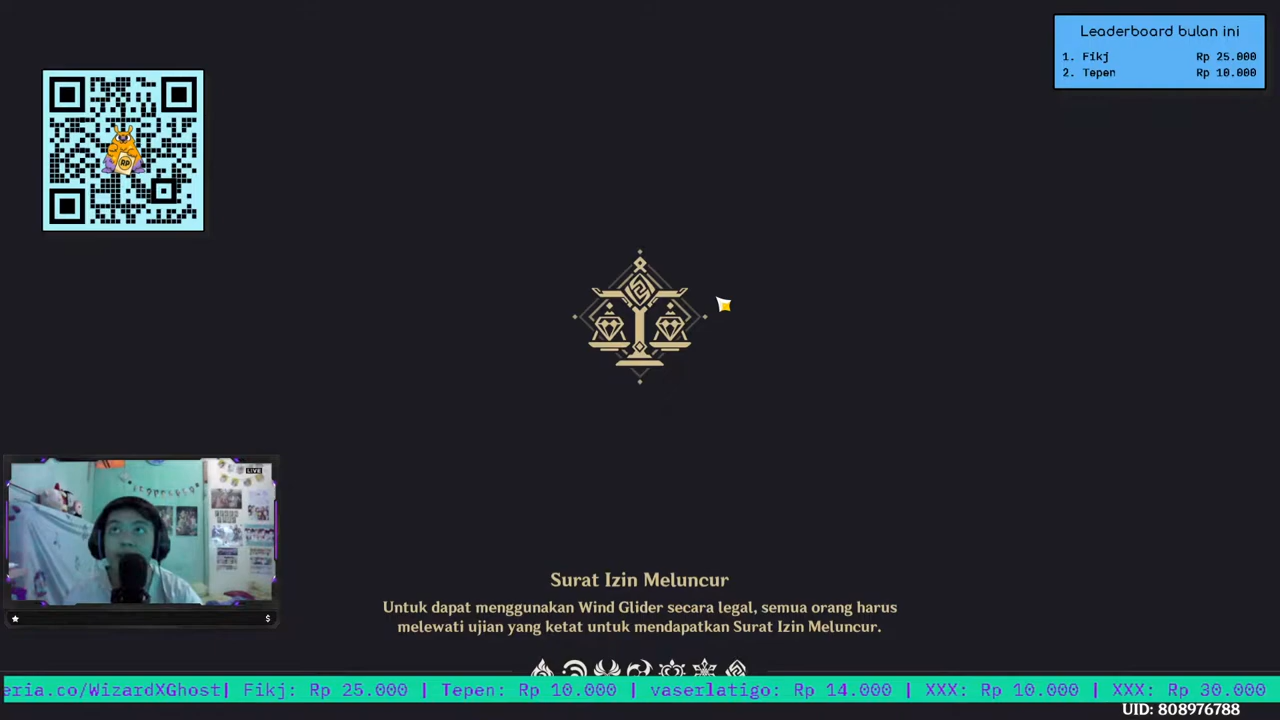 Leaderboard bulan ini
1. Fikj Rp 25.000
2. Tepen Rp 10.000
RP
LIVE
Surat Izin Meluncur
Untuk dapat menggunakan Wind Glider secara legal, semua orang harus
melewati ujian yang ketat untuk mendapatkan Surat Izin Meluncur.
eria.co/WizardXGhost| Fikj: Rp 25.000 | Tepen: Rp 10.000 | vaserlatigo: Rp 14.000 | XXX: Rp 10.000 | XXX: Rp 30.000
UID: 808976788